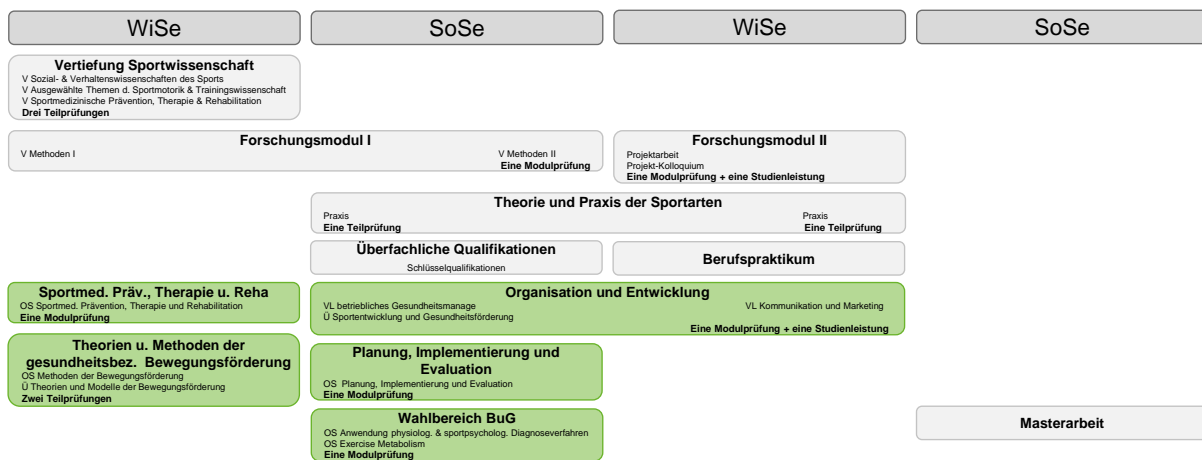 WiSe
SoSe
WiSe
SoSe
Vertiefung Sportwissenschaft
V Sozial- & Verhaltenswissenschaften des Sports
V Ausgewählte Themen d. Sportmotorik & Trainingswissenschaft
V Sportmedizinische Prävention, Therapie & Rehabilitation
Drei Teilprüfungen
Forschungsmodul I
V Methoden I
V Methoden II
Eine Modulprüfung
Forschungsmodul II
Projektarbeit
Projekt-Kolloquium
Eine Modulprüfung + eine Studienleistung
Theorie und Praxis der Sportarten
Praxis
Eine Teilprüfung
Praxis
Eine Teilprüfung
Überfachliche Qualifikationen
Schlüsselqualifikationen
Berufspraktikum
Sportmed. Präv., Therapie u. Reha
OS Sportmed. Prävention, Therapie und Rehabilitation
Eine Modulprüfung
Organisation und Entwicklung
VL betriebliches Gesundheitsmanage
Ü Sportentwicklung und Gesundheitsförderung
VL Kommunikation und Marketing
Eine Modulprüfung + eine Studienleistung
Theorien u. Methoden der
gesundheitsbez. Bewegungsförderung
OS Methoden der Bewegungsförderung
Ü Theorien und Modelle der Bewegungsförderung
Zwei Teilprüfungen
Planung, Implementierung und
Evaluation
OS Planung, Implementierung und Evaluation
Eine Modulprüfung
Wahlbereich BuG
OS Anwendung physiolog. & sportpsycholog. Diagnoseverfahren
OS Exercise Metabolism
Eine Modulprüfung
Masterarbeit